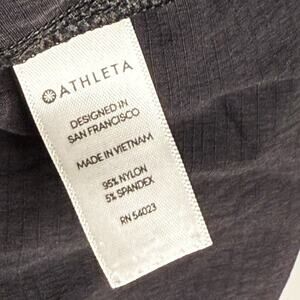 ATHLETA
DESIGNED IN
SAN FRANCISCO
MADE IN VIETNAM
95% NYLON
5% SPANDEX
RN 54023